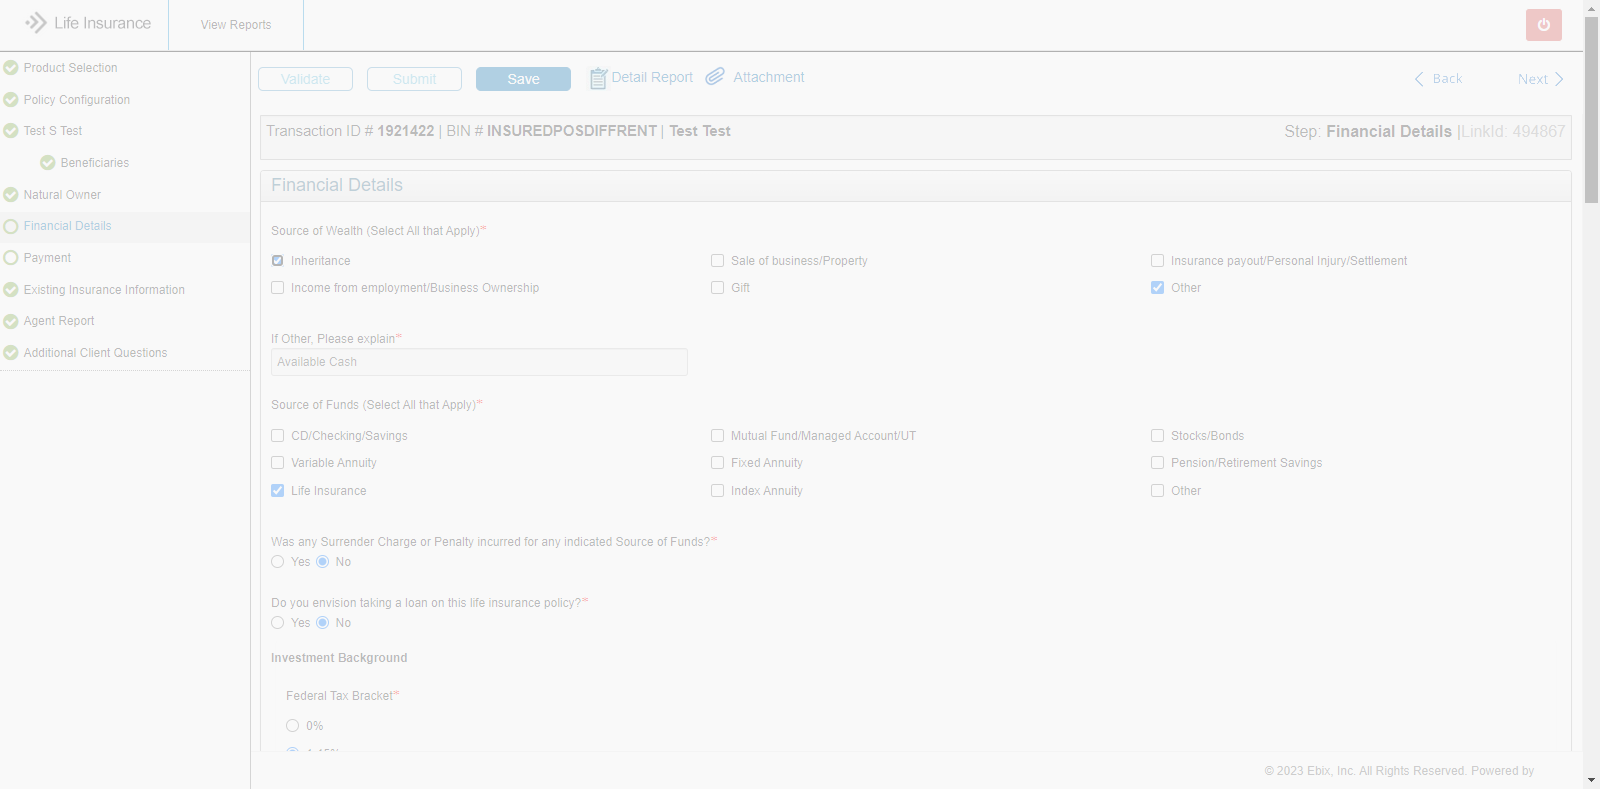 Life Insurance
View Reports
Product Selection
Policy Configuration
Test S Test
Beneficiaries
Natural Owner
Financial Details
Payment
Existing Insurance Information
Agent Report
Additional Client Questions
Validate Submit Save Detail Report Attachment Back Next
Transaction ID # 1921422 | BIN # INSUREDPOSDIFFRENT | Test Test Step: Financial Details |LinkId: 494867
Financial Details
Source of Wealth (Select All that Apply)*
Inheritance Sale of business/Property Insurance payout/Personal Injury/Settlement
Income from employment/Business Ownership Gift Other
If Other, Please explain*
Available Cash
Source of Funds (Select All that Apply)*
CD/Checking/Savings Mutual Fund/Managed Account/UT Stocks/Bonds
Variable Annuity Fixed Annuity Pension/Retirement Savings
Life Insurance Index Annuity Other
Was any Surrender Charge or Penalty incurred for any indicated Source of Funds?*
Yes No
Do you envision taking a loan on this life insurance policy?*
Yes No
Investment Background
Federal Tax Bracket*
0%
© 2023 Ebix, Inc. All Rights Reserved. Powered by